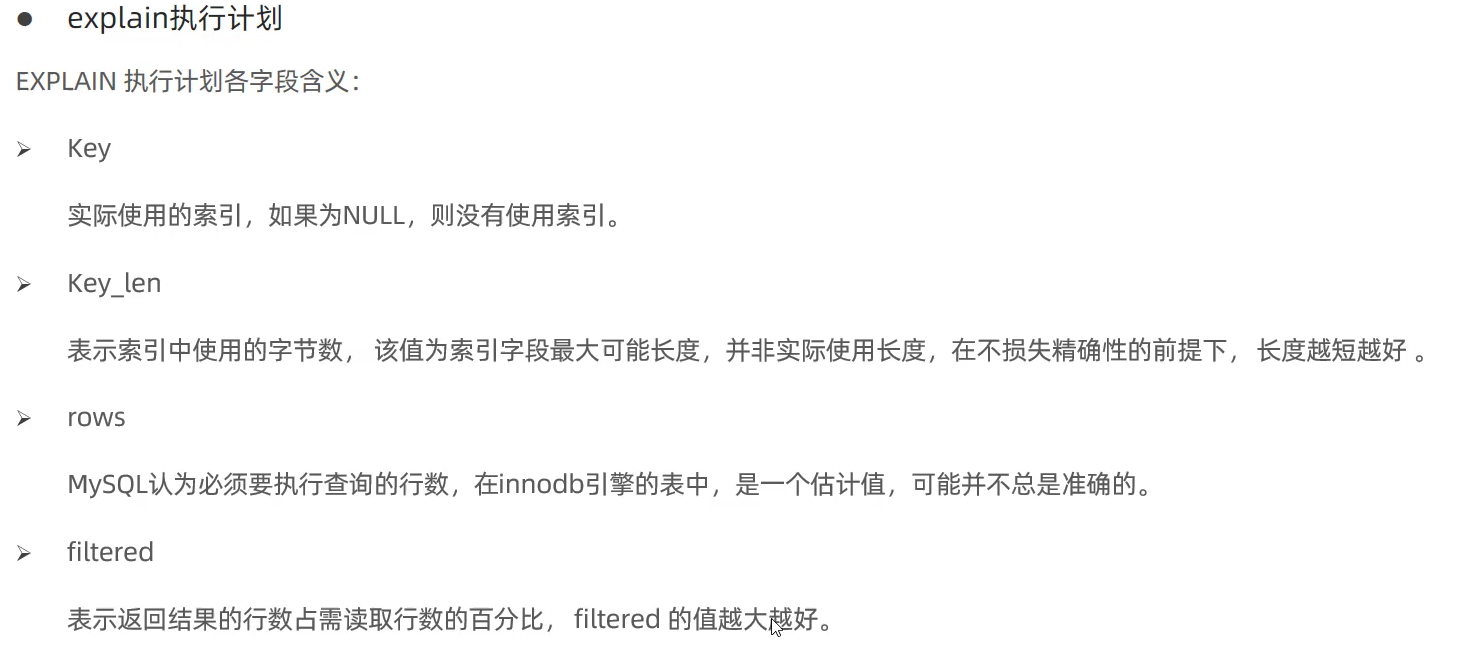 ● explain执行计划
EXPLAIN 执行计划各字段含义：
➢ Key
实际使用的索引，如果为NULL，则没有使用索引。
➢ Key_len
表示索引中使用的字节数， 该值为索引字段最大可能长度，并非实际使用长度，在不损失精确性的前提下， 长度越短越好 。
➢ rows
MySQL认为必须要执行查询的行数，在innodb引擎的表中，是一个估计值，可能并不总是准确的。
➢ filtered
表示返回结果的行数占需读取行数的百分比， filtered 的值越大越好。